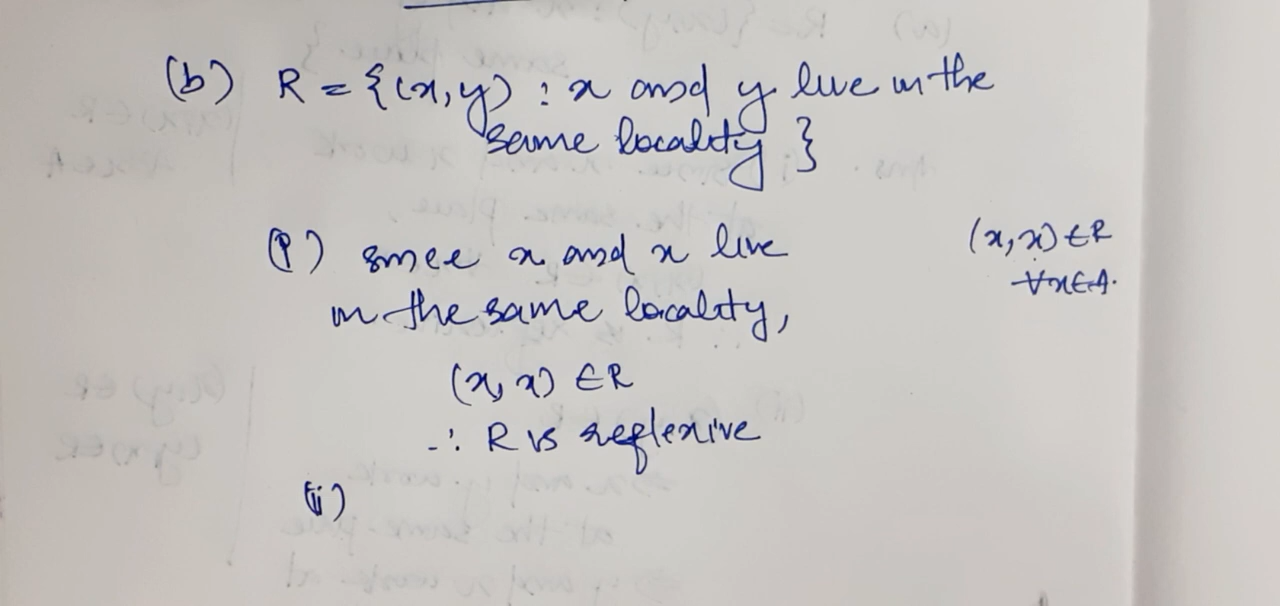 (b) R = {(x,y) : x and y live in the
same locality }
(i) since x and x live
in the same locality,
(x, x) ∈ R
∴ R is reflexive
(ii)
(x,x) ∈ R
∀x∈A.